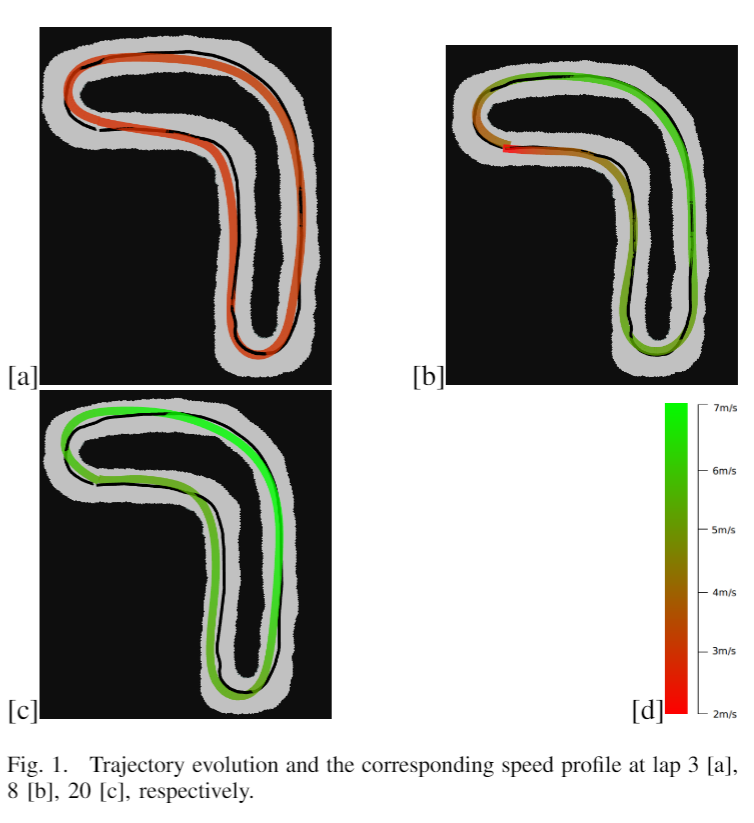 [a]
[b]
[c]
[d]
7m/s
6m/s
5m/s
4m/s
3m/s
2m/s
Fig. 1. Trajectory evolution and the corresponding speed profile at lap 3 [a],
8 [b], 20 [c], respectively.